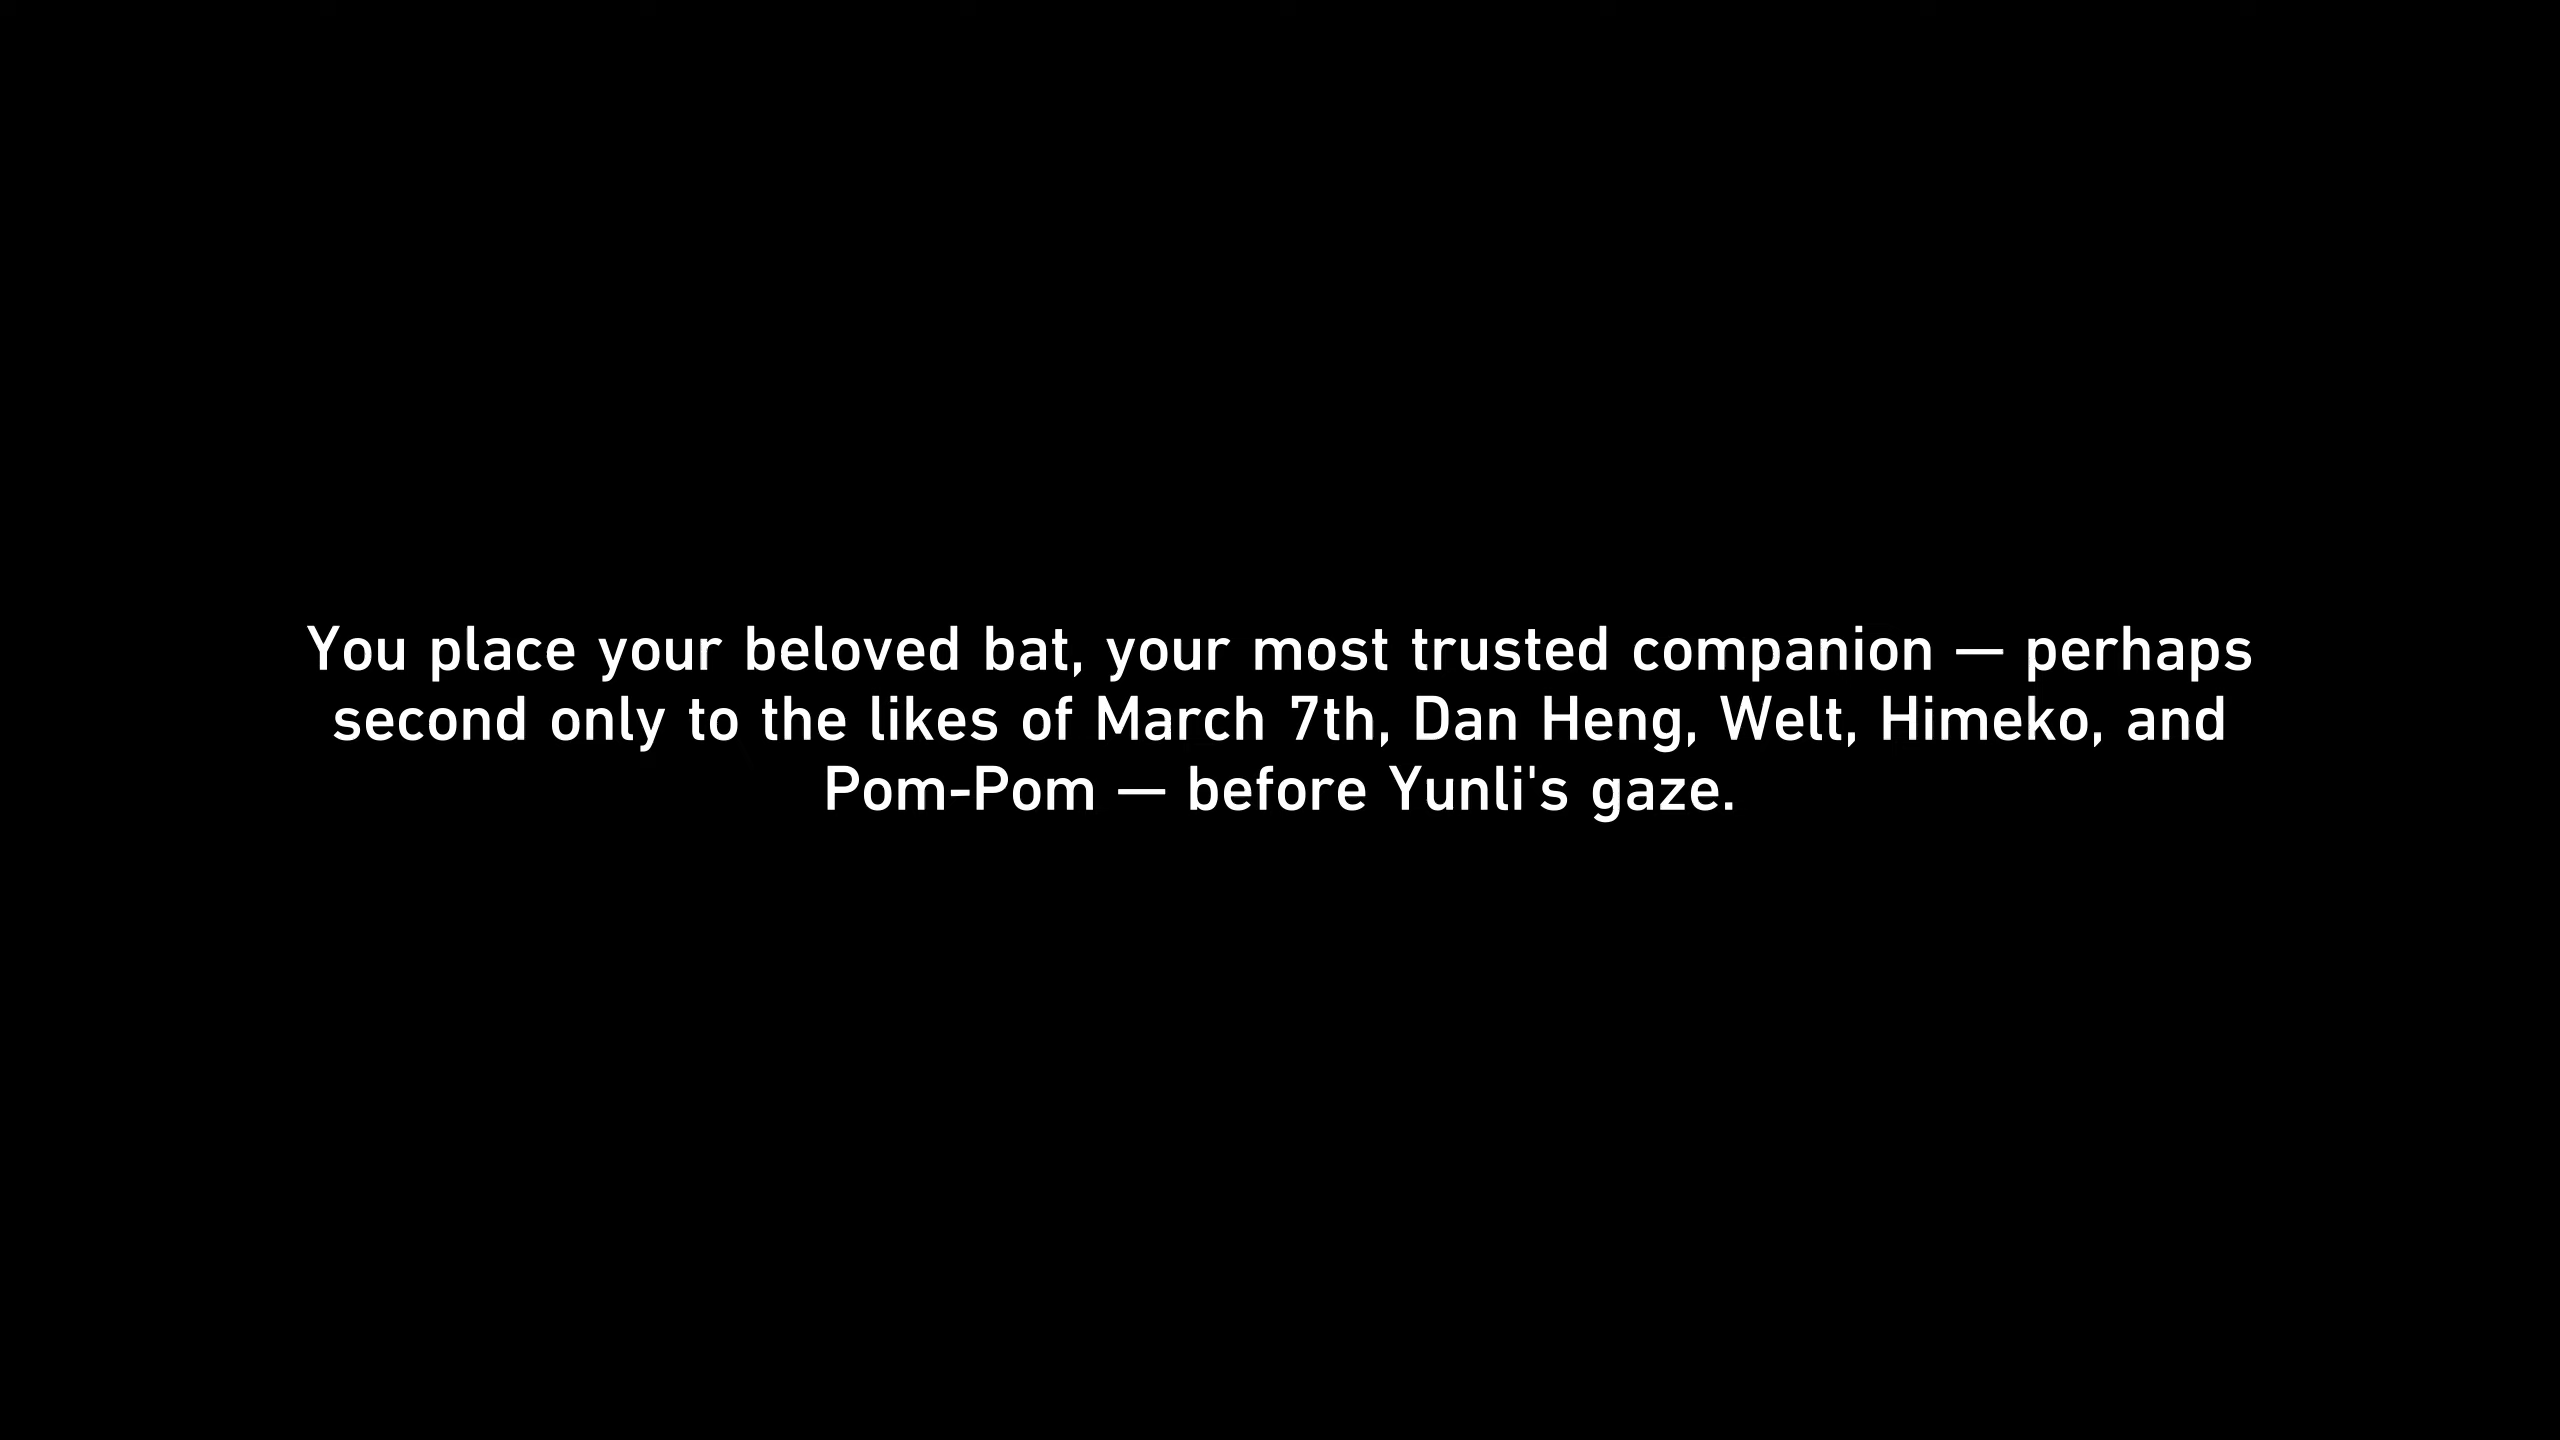 You place your beloved bat, your most trusted companion — perhaps
second only to the likes of March 7th, Dan Heng, Welt, Himeko, and
Pom-Pom — before Yunli's gaze.